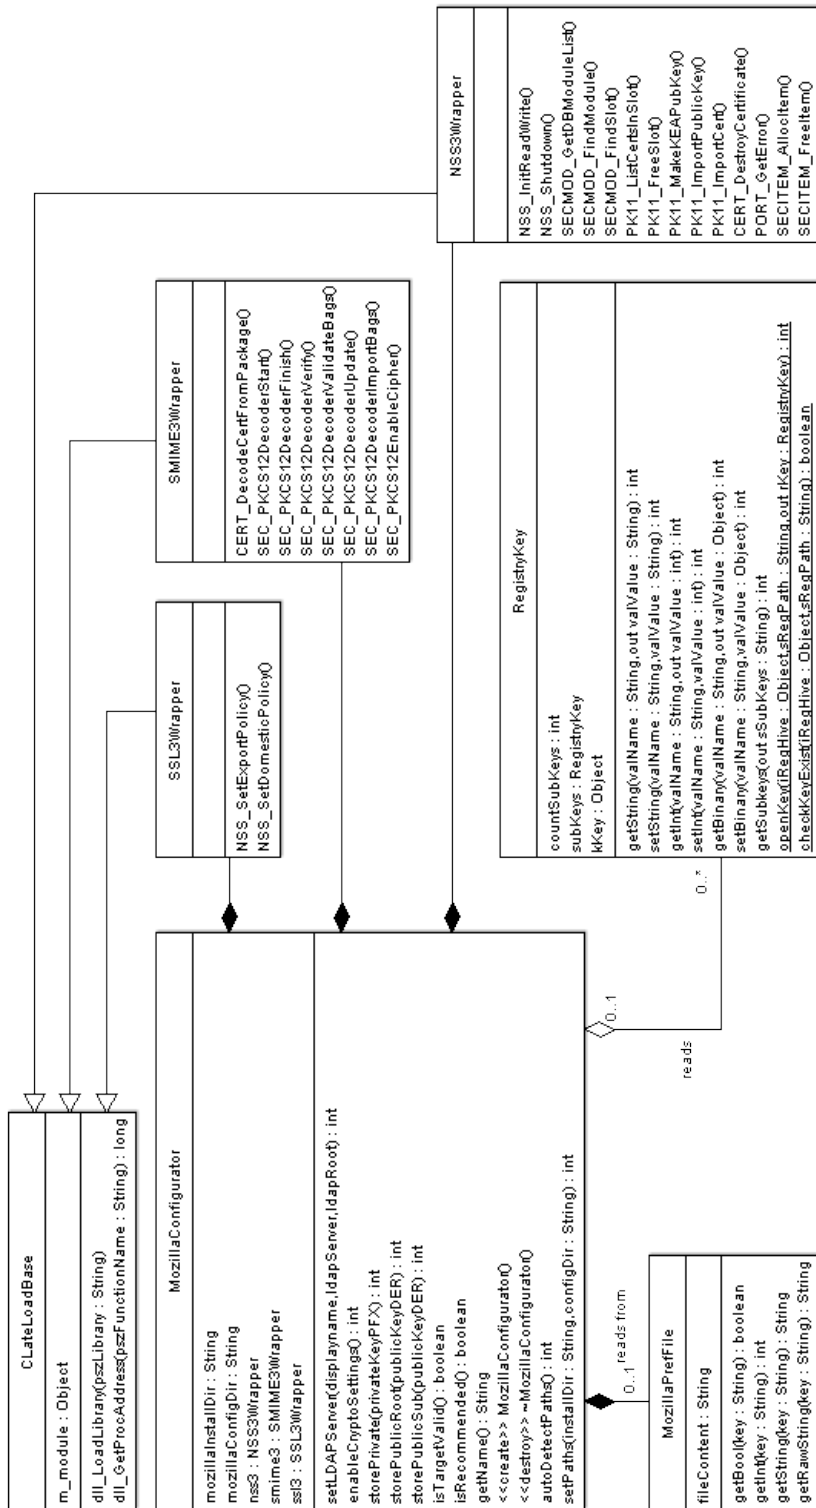 CLateLoadBase
m_module : Object
dll_LoadLibrary(pszLibrary : String)
dll_GetProcAddress(pszFunctionName : String) : long
SSL3Wrapper
NSS_SetExportPolicy()
NSS_SetDomesticPolicy()
SMIME3Wrapper
CERT_DecodeCertFromPackage()
SEC_PKCS12DecoderStart()
SEC_PKCS12DecoderFinish()
SEC_PKCS12DecoderVerify()
SEC_PKCS12DecoderValidateBags()
SEC_PKCS12DecoderUpdate()
SEC_PKCS12DecoderImportBags()
SEC_PKCS12EnableCipher()
NSS3Wrapper
NSS_InitReadWrite()
NSS_Shutdown()
SECMOD_GetDBModuleList()
SECMOD_FindModule()
SECMOD_FindSlot()
PK11_ListCertsInSlot()
PK11_FreeSlot()
PK11_MakeKEAPubKey()
PK11_ImportPublicKey()
PK11_ImportCert()
CERT_DestroyCertificate()
PORT_GetError()
SECITEM_AllocItem()
SECITEM_FreeItem()
MozillaConfigurator
mozillaInstallDir : String
mozillaConfigDir : String
nss3 : NSS3Wrapper
smime3 : SMIME3Wrapper
ssl3 : SSL3Wrapper
setLDAPServer(displayname,ldapServer,ldapRoot) : int
enableCryptoSettings() : int
storePrivate(privateKeyPFX) : int
storePublicRoot(publicKeyDER) : int
storePublicSub(publicKeyDER) : int
isTargetValid() : boolean
isRecommended() : boolean
getName() : String
<<create>> MozillaConfigurator()
<<destroy>> ~MozillaConfigurator()
autoDetectPaths() : int
setPaths(installDir : String,configDir : String) : int
0..1
reads
0..*
RegistryKey
countSubKeys : int
subKeys : RegistryKey
kKey : Object
getString(valName : String,out valValue : String) : int
setString(valName : String,valValue : String) : int
getInt(valName : String,out valValue : int) : int
setInt(valName : String,valValue : int) : int
getBinary(valName : String,out valValue : Object) : int
setBinary(valName : String,valValue : Object) : int
getSubkeys(out sSubKeys : String) : int
openKey(iRegHive : Object,sRegPath : String,out rKey : RegistryKey) : int
checkKeyExist(iRegHive : Object,sRegPath : String) : boolean
reads from
0..1
MozillaPrefFile
fileContent : String
getBool(key : String) : boolean
getInt(key : String) : int
getString(key : String) : String
getRawString(key : String) : String